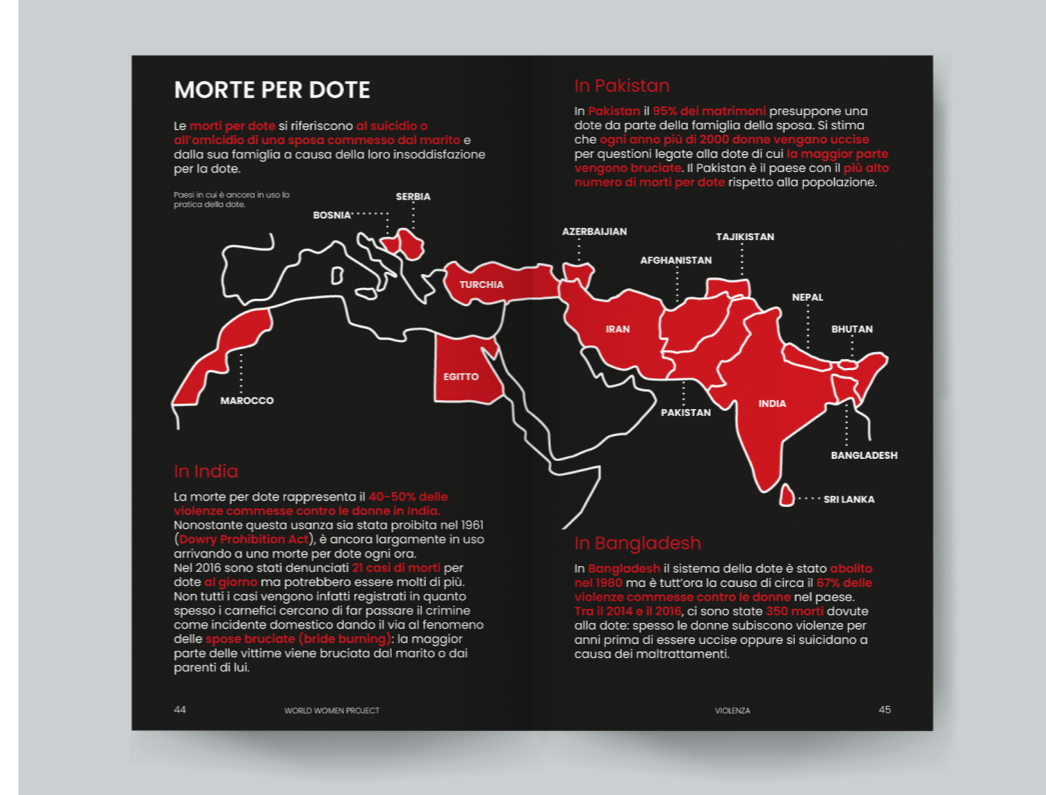 MORTE PER DOTE
Le morti per dote si riferiscono al suicidio o
all'omicidio di una sposa commesso dal marito e
dalla sua famiglia a causa della loro insoddisfazione
per la dote.
Paesi in cui è ancora in uso la
pratica della dote.
SERBIA
BOSNIA
TURCHIA
EGITTO
MAROCCO
In India
La morte per dote rappresenta il 40-50% delle
violenze commesse contro le donne in India.
Nonostante questa usanza sia stata proibita nel 1961
(Dowry Prohibition Act), è ancora largamente in uso
arrivando a una morte per dote ogni ora.
Nel 2016 sono stati denunciati 21 casi di morti per
dote al giorno ma potrebbero essere molti di più.
Non tutti i casi vengono infatti registrati in quanto
spesso i carnefici cercano di far passare il crimine
come incidente domestico dando il via al fenomeno
delle spose bruciate (bride burning): la maggior
parte delle vittime viene bruciata dal marito o dai
parenti di lui.
44
WORLD WOMEN PROJECT
In Pakistan
In Pakistan il 95% dei matrimoni presuppone una
dote da parte della famiglia della sposa. Si stima
che ogni anno più di 2000 donne vengano uccise
per questioni legate alla dote di cui la maggior parte
vengono bruciate. Il Pakistan è il paese con il più alto
numero di morti per dote rispetto alla popolazione.
AZERBAIJIAN
TAJIKISTAN
AFGHANISTAN
NEPAL
IRAN
BHUTAN
PAKISTAN
INDIA
BANGLADESH
SRI LANKA
In Bangladesh
In Bangladesh il sistema della dote è stato abolito
nel 1980 ma è tutt'ora la causa di circa il 67% delle
violenze commesse contro le donne nel paese.
Tra il 2014 e il 2016, ci sono state 350 morti dovute
alla dote: spesso le donne subiscono violenze per
anni prima di essere uccise oppure si suicidano a
causa dei maltrattamenti.
VIOLENZA
45